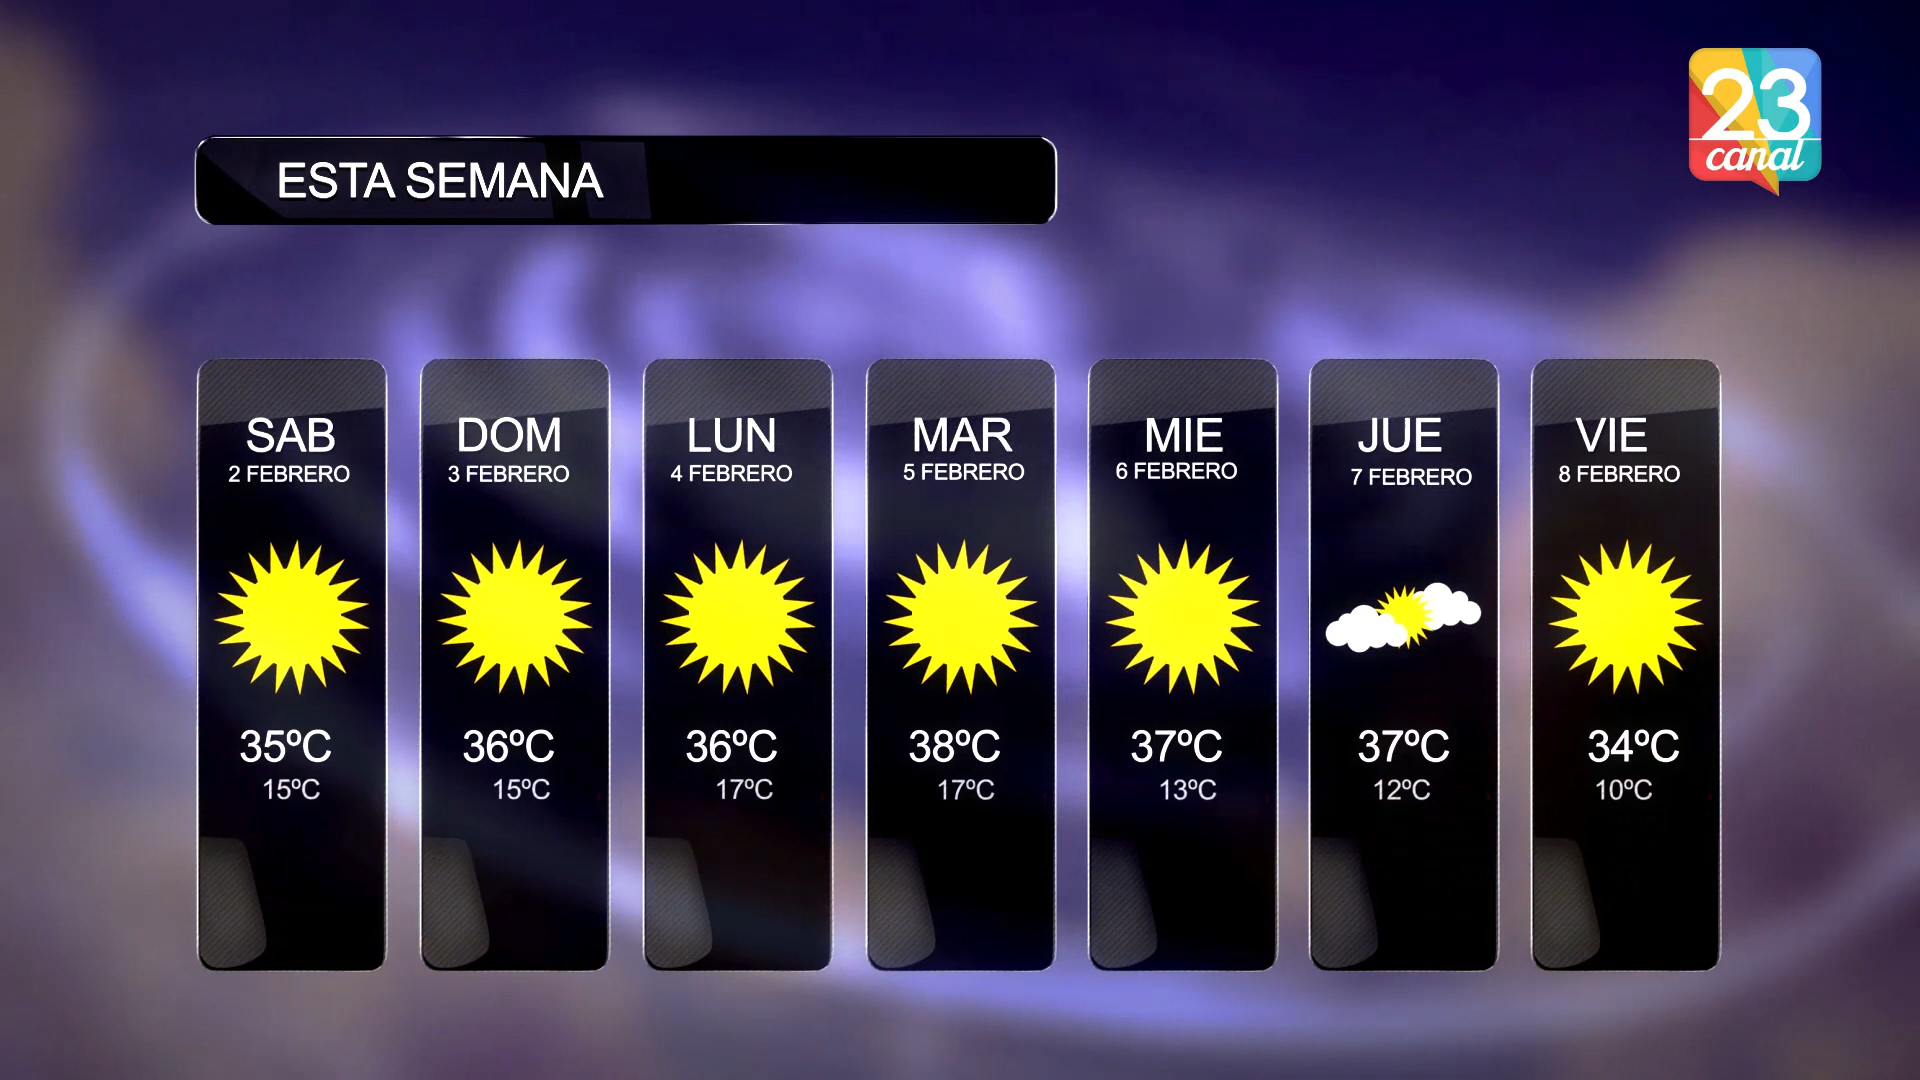 23
canal
ESTA SEMANA
SAB
2 FEBRERO
35ºC
15ºC
DOM
3 FEBRERO
36ºC
15ºC
LUN
4 FEBRERO
36ºC
17ºC
MAR
5 FEBRERO
38ºC
17ºC
MIE
6 FEBRERO
37ºC
13ºC
JUE
7 FEBRERO
37ºC
12ºC
VIE
8 FEBRERO
34ºC
10ºC